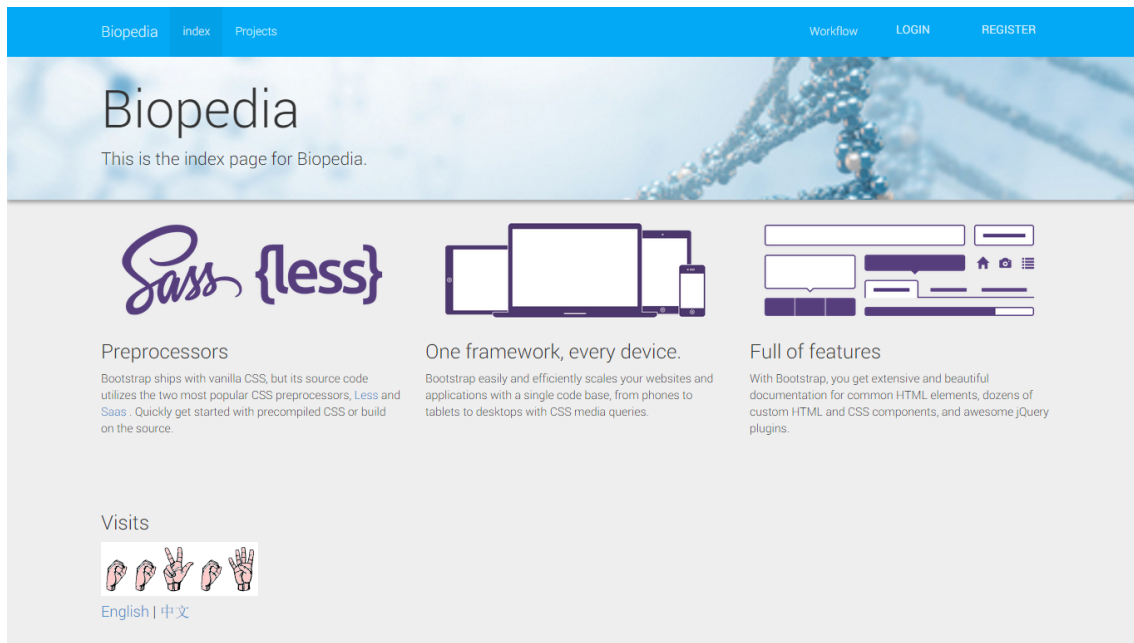 Biopedia index Projects Workflow LOGIN REGISTER
Biopedia
This is the index page for Biopedia.
Sass {less}
Preprocessors
Bootstrap ships with vanilla CSS, but its source code
utilizes the two most popular CSS preprocessors, Less and
Saas . Quickly get started with precompiled CSS or build
on the source.
One framework, every device.
Bootstrap easily and efficiently scales your websites and
applications with a single code base, from phones to
tablets to desktops with CSS media queries.
Full of features
With Bootstrap, you get extensive and beautiful
documentation for common HTML elements, dozens of
custom HTML and CSS components, and awesome jQuery
plugins.
Visits
English | 中文